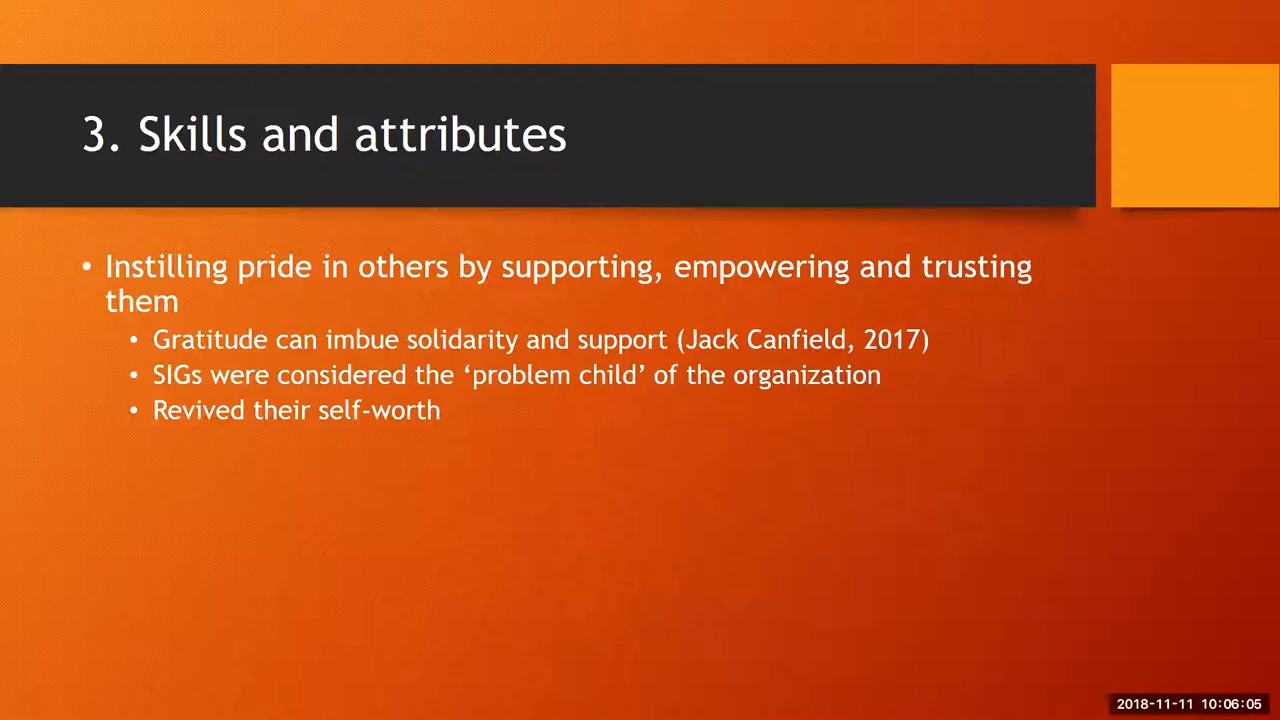 3. Skills and attributes
• Instilling pride in others by supporting, empowering and trusting
them
• Gratitude can imbue solidarity and support (Jack Canfield, 2017)
• SIGs were considered the ‘problem child’ of the organization
• Revived their self-worth
2018-11-11 10:06:05